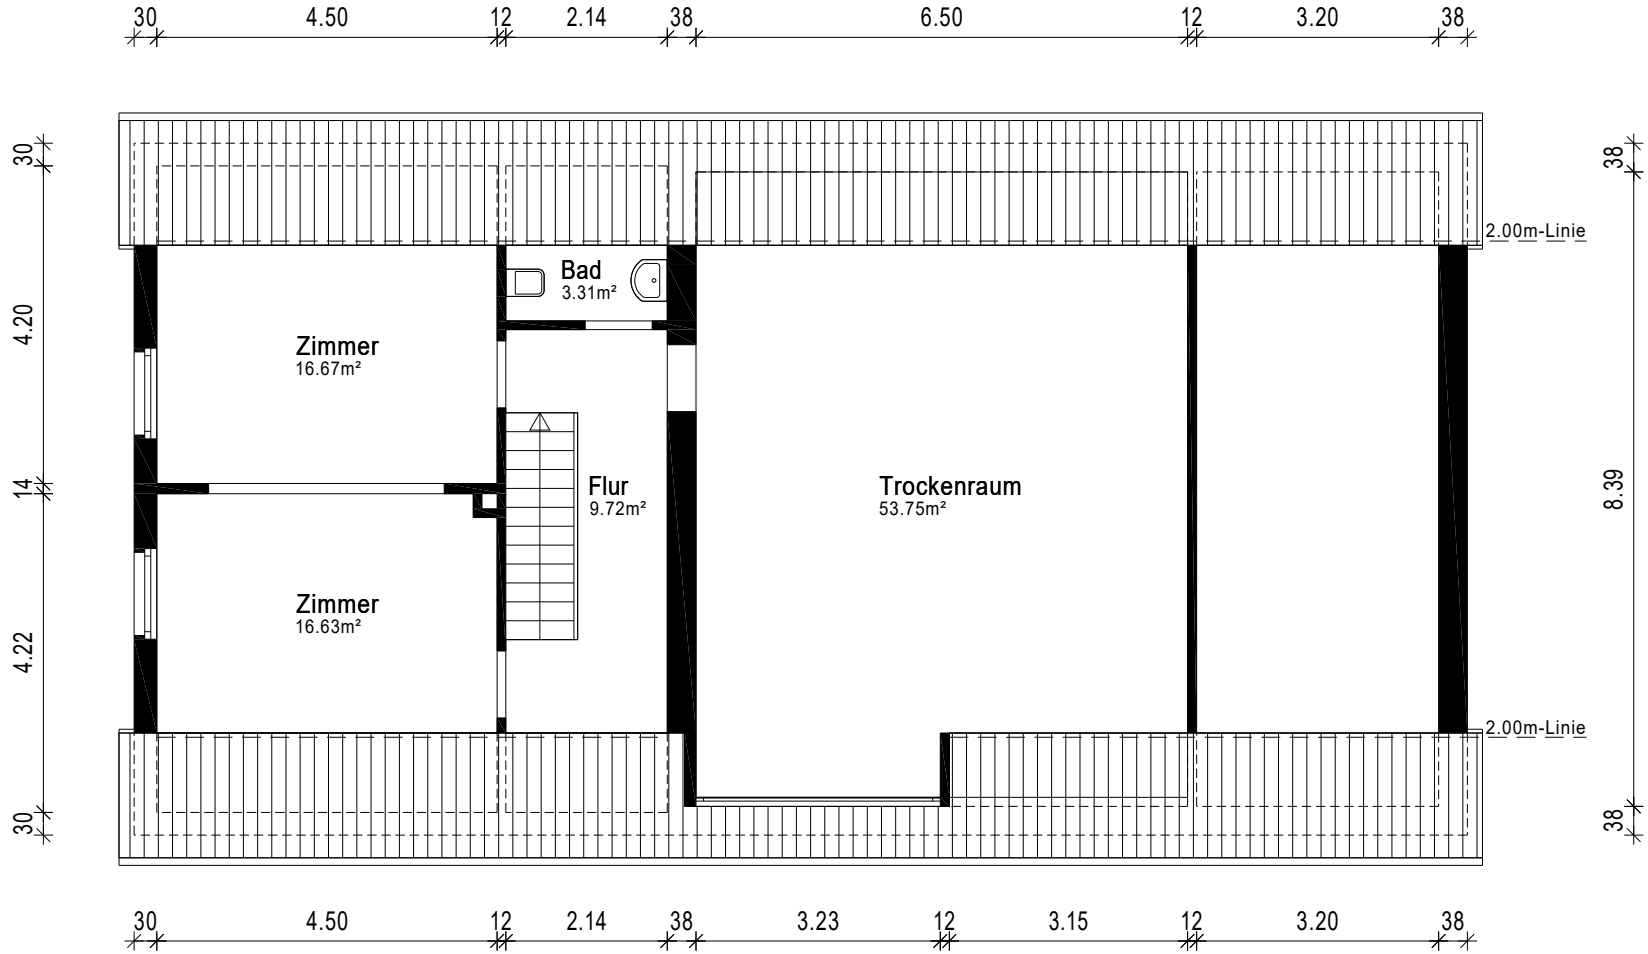 30 4.50 12 2.14 38 6.50 12 3.20 38
30
38
2.00m-Linie
Bad
3.31m²
4.20
Zimmer
16.67m²
14
Flur
9.72m²
Trockenraum
53.75m²
8.39
Zimmer
16.63m²
4.22
2.00m-Linie
30
38
30 4.50 12 2.14 38 3.23 12 3.15 12 3.20 38